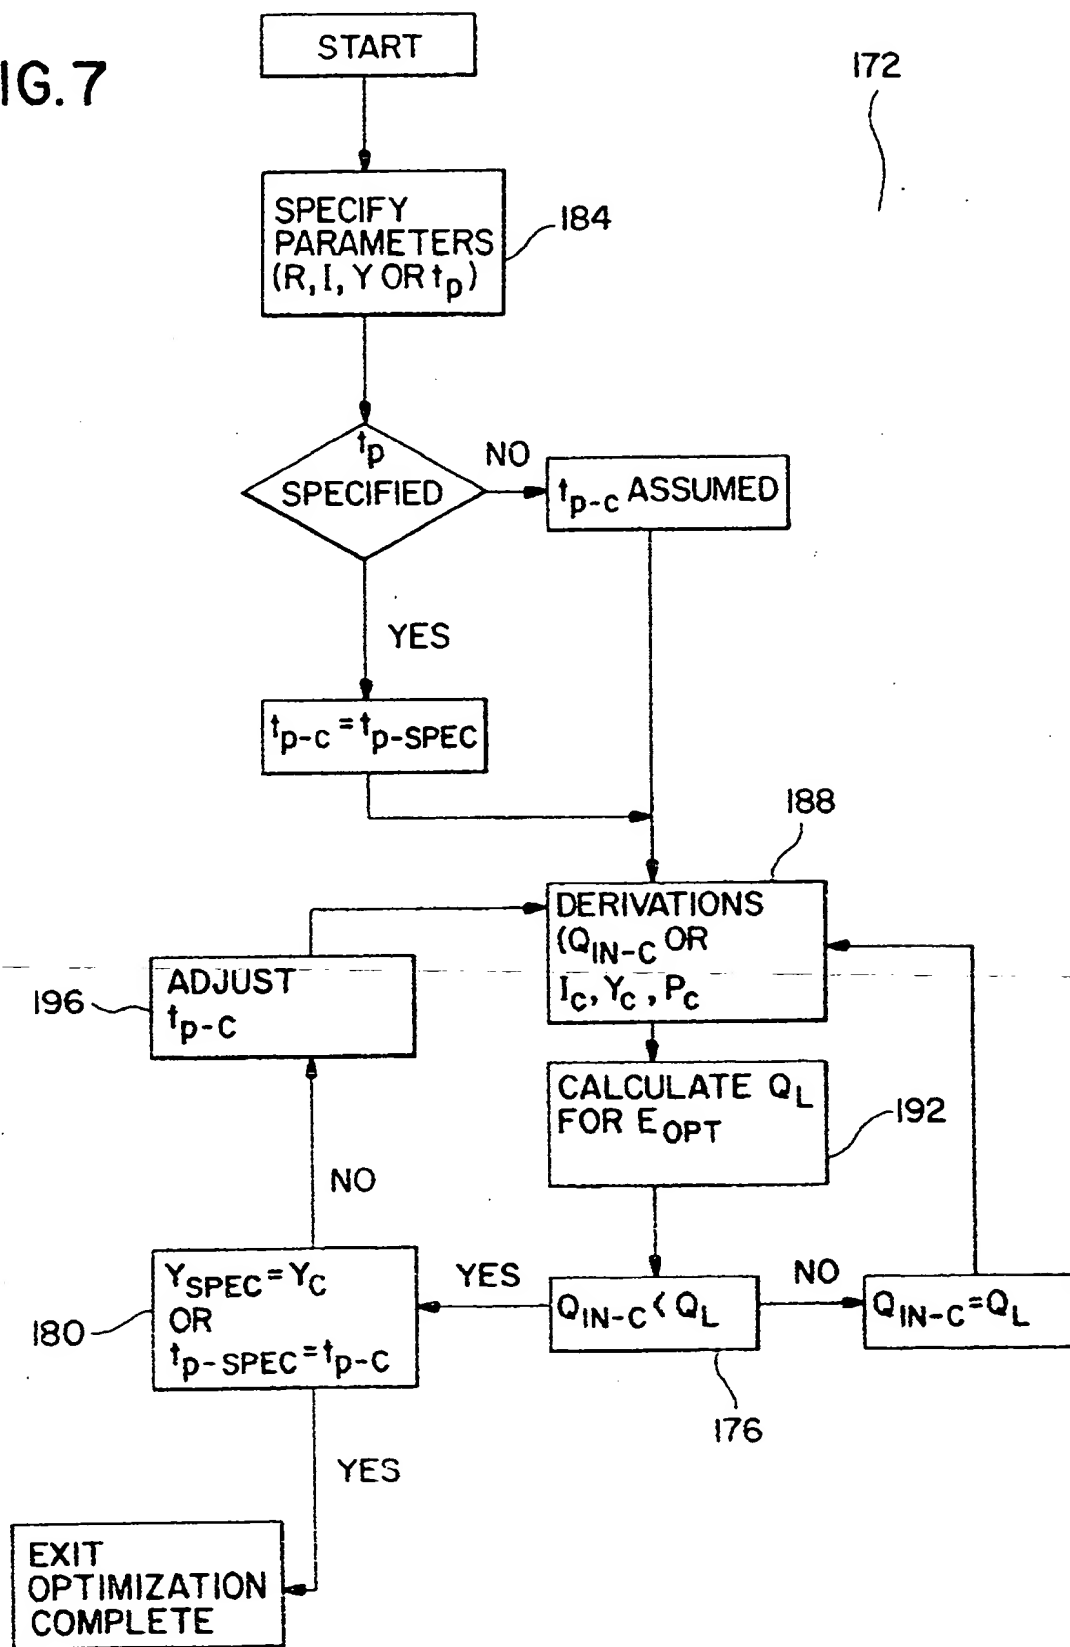 IG. 7
START
172
SPECIFY
PARAMETERS
(R, I, Y OR tp)
184
tp
SPECIFIED
NO
tp-c ASSUMED
YES
tp-c = tp-SPEC
188
DERIVATIONS
(QIN-C OR
IC, YC, PC
ADJUST
tp-C
196
CALCULATE QL
FOR EOPT
192
NO
YSPEC = YC
OR
tp-SPEC = tp-C
180
YES
QIN-C < QL
NO
QIN-C = QL
176
YES
EXIT
OPTIMIZATION
COMPLETE